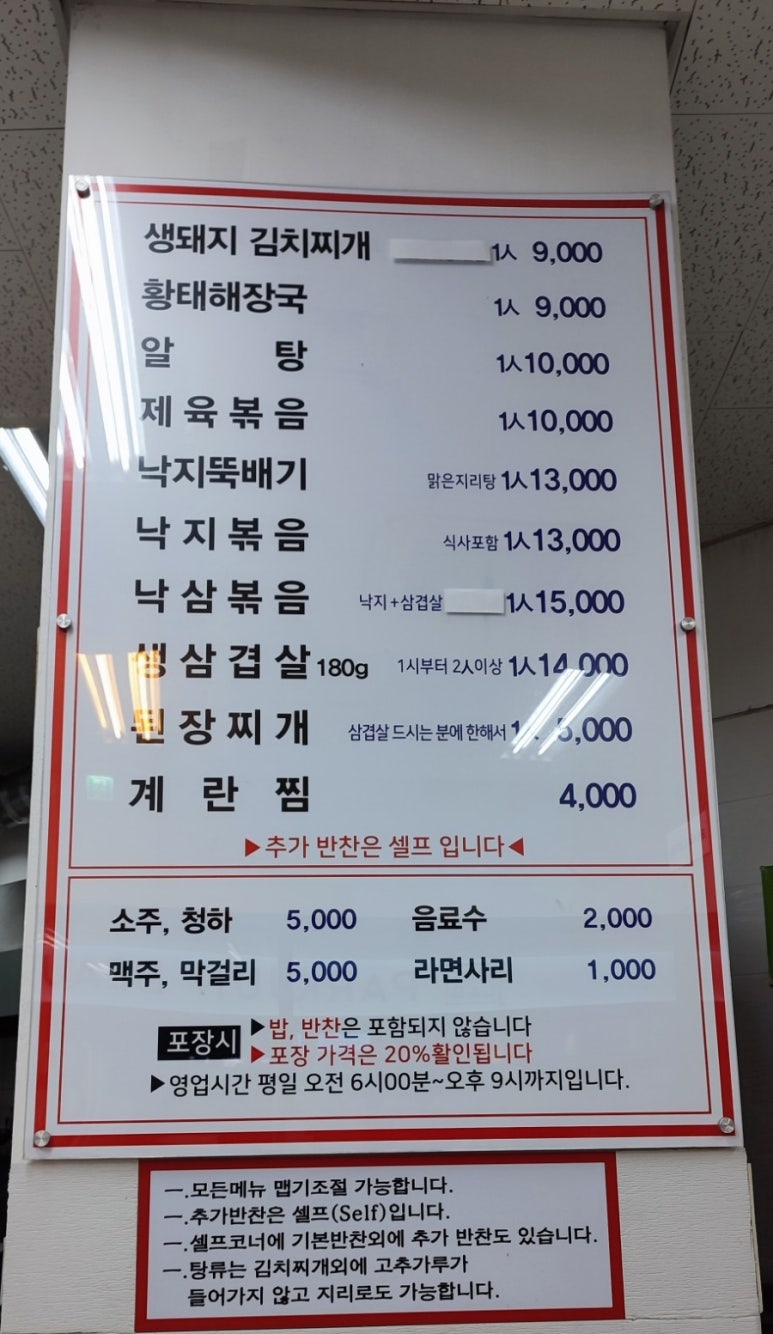 생돼지 김치찌개 1人 9,000
황태해장국 1人 9,000
알 탕 1人 10,000
제육볶음 1人 10,000
낙지뚝배기 맑은지리탕 1人 13,000
낙지볶음 식사포함 1人 13,000
낙삼볶음 낙지+삼겹살 1人 15,000
생삼겹살 180g 1시부터 2人이상 1人 14,000
된장찌개 삼겹살 드시는 분에 한해서 5,000
계란찜 4,000
▶추가 반찬은 셀프 입니다◀
소주, 청하 5,000 음료수 2,000
맥주, 막걸리 5,000 라면사리 1,000
포장시 ▶밥, 반찬은 포함되지 않습니다
▶포장 가격은 20%활인됩니다
▶영업시간 평일 오전 6시00분~오후 9시까지입니다.
一.모든메뉴 맵기조절 가능합니다.
一.추가반찬은 셀프(Self)입니다.
一.셀프코너에 기본반찬외에 추가 반찬도 있습니다.
一.탕류는 김치찌개외에 고추가루가
들어가지 않고 지리로도 가능합니다.